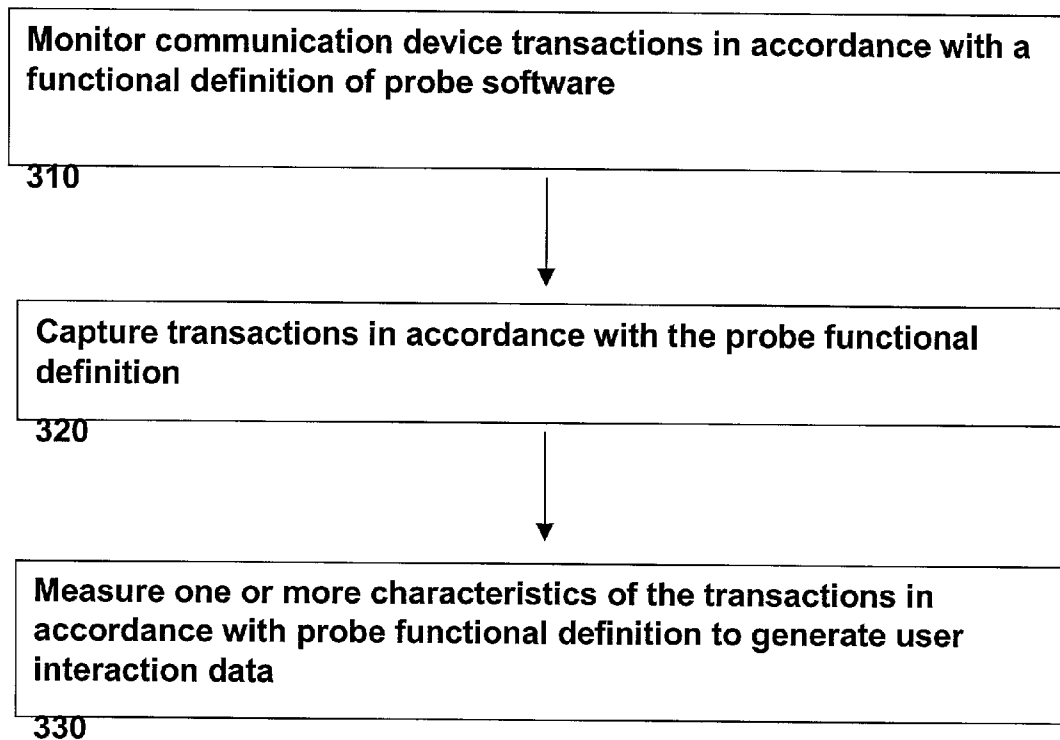 Monitor communication device transactions in accordance with a
functional definition of probe software
310
Capture transactions in accordance with the probe functional
definition
320
Measure one or more characteristics of the transactions in
accordance with probe functional definition to generate user
interaction data
330